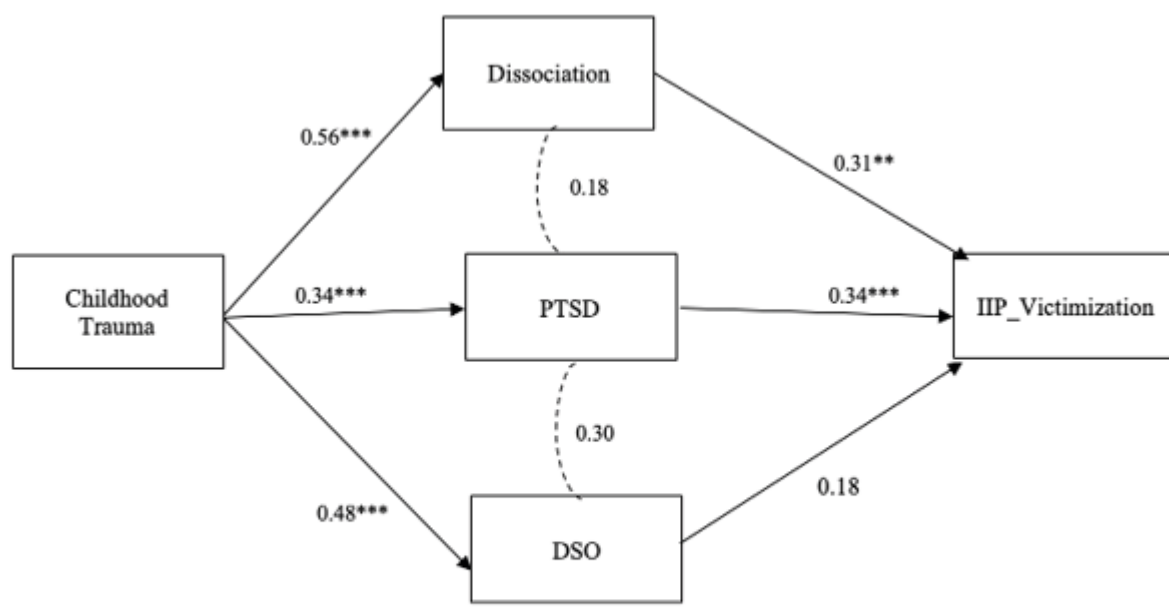 Dissociation
0.56***
0.31**
0.18
Childhood
Trauma
0.34***
PTSD
0.34***
IIP_Victimization
0.30
0.48***
0.18
DSO